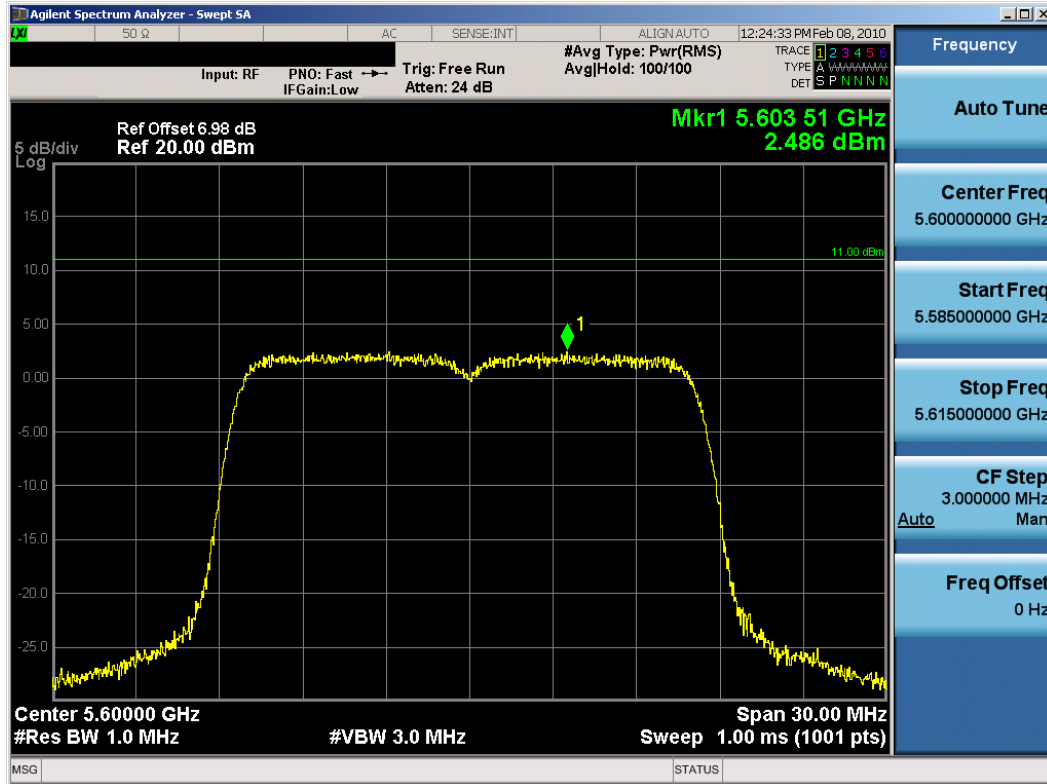 Agilent Spectrum Analyzer - Swept SA
LXI 50 Ω AC SENSE:INT ALIGNAUTO 12:24:33 PM Feb 08, 2010
Input: RF PNO: Fast Trig: Free Run #Avg Type: Pwr(RMS) TRACE 1 2 3 4 5 6
IFGain:Low Atten: 24 dB Avg|Hold: 100/100 TYPE A WWWWW
DET S P N N N N
Mkr1 5.603 51 GHz
2.486 dBm
Ref Offset 6.98 dB
5 dB/div Ref 20.00 dBm
Log
15.0
11.00 dBm
10.0
5.00
1
0.00
-5.00
-10.0
-15.0
-20.0
-25.0
Center 5.60000 GHz Span 30.00 MHz
#Res BW 1.0 MHz #VBW 3.0 MHz Sweep 1.00 ms (1001 pts)
MSG STATUS
Frequency
Auto Tune
Center Freq
5.600000000 GHz
Start Freq
5.585000000 GHz
Stop Freq
5.615000000 GHz
CF Step
3.000000 MHz
Auto Man
Freq Offset
0 Hz